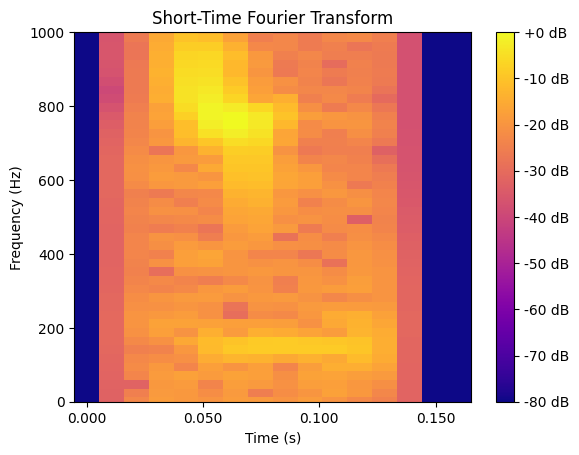 Short-Time Fourier Transform
Frequency (Hz)
1000
800
600
400
200
0
0.000 0.050 0.100 0.150
Time (s)
+0 dB
-10 dB
-20 dB
-30 dB
-40 dB
-50 dB
-60 dB
-70 dB
-80 dB